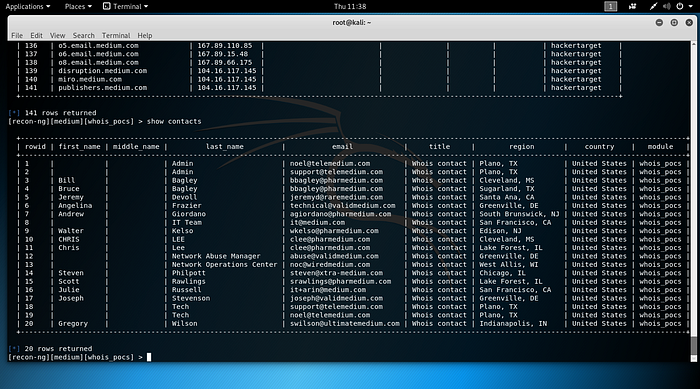 Applications ▾ Places ▾ Terminal ▾ Thu 11:38 1
root@kali: ~
File Edit View Search Terminal Help
| 136 | o5.email.medium.com | 167.89.110.85 | | | | | hackertarget |
| 137 | o6.email.medium.com | 167.89.15.48 | | | | | hackertarget |
| 138 | o8.email.medium.com | 167.89.66.175 | | | | | hackertarget |
| 139 | disruption.medium.com | 104.16.117.145 | | | | | hackertarget |
| 140 | miro.medium.com | 104.16.117.145 | | | | | hackertarget |
| 141 | publishers.medium.com | 104.16.117.145 | | | | | hackertarget |
[*] 141 rows returned
[recon-ng][medium][whois_pocs] > show contacts
| rowid | first_name | middle_name | last_name | email | title | region | country | module |
| 1 | | | Admin | noel@telemedium.com | Whois contact | Plano, TX | United States | whois_pocs |
| 2 | | | Admin | support@telemedium.com | Whois contact | Plano, TX | United States | whois_pocs |
| 3 | Bill | | Bagley | bbagley@pharmedium.com | Whois contact | Cleveland, MS | United States | whois_pocs |
| 4 | Bruce | | Bagley | bbagley@pharmedium.com | Whois contact | Sugarland, TX | United States | whois_pocs |
| 5 | Jeremy | | Devoll | jeremyd@raremedium.com | Whois contact | Santa Ana, CA | United States | whois_pocs |
| 6 | Angelina | | Frazier | technical@validmedium.com | Whois contact | Greenville, DE | United States | whois_pocs |
| 7 | Andrew | | Giordano | agiordano@pharmedium.com | Whois contact | South Brunswick, NJ | United States | whois_pocs |
| 8 | | | IT Team | it@medium.com | Whois contact | San Francisco, CA | United States | whois_pocs |
| 9 | Walter | | Kelso | wkelso@pharmedium.com | Whois contact | Edison, NJ | United States | whois_pocs |
| 10 | CHRIS | | LEE | clee@pharmedium.com | Whois contact | Cleveland, MS | United States | whois_pocs |
| 11 | Chris | | Lee | clee@pharmedium.com | Whois contact | Lake Forest, IL | United States | whois_pocs |
| 12 | | | Network Abuse Manager | abuse@validmedium.com | Whois contact | Greenville, DE | United States | whois_pocs |
| 13 | | | Network Operations Center | noc@wiredmedium.com | Whois contact | West Allis, WI | United States | whois_pocs |
| 14 | Steven | | Philpott | steven@xtra-medium.com | Whois contact | Chicago, IL | United States | whois_pocs |
| 15 | Scott | | Rawlings | srawlings@pharmedium.com | Whois contact | Lake Forest, IL | United States | whois_pocs |
| 16 | Julie | | Russell | it+arin@medium.com | Whois contact | San Francisco, CA | United States | whois_pocs |
| 17 | Joseph | | Stevenson | joseph@validmedium.com | Whois contact | Greenville, DE | United States | whois_pocs |
| 18 | | | Tech | support@telemedium.com | Whois contact | Plano, TX | United States | whois_pocs |
| 19 | | | Tech | noel@telemedium.com | Whois contact | Plano, TX | United States | whois_pocs |
| 20 | Gregory | | Wilson | swilson@ultimatemedium.com | Whois contact | Indianapolis, IN | United States | whois_pocs |
[*] 20 rows returned
[recon-ng][medium][whois_pocs] >